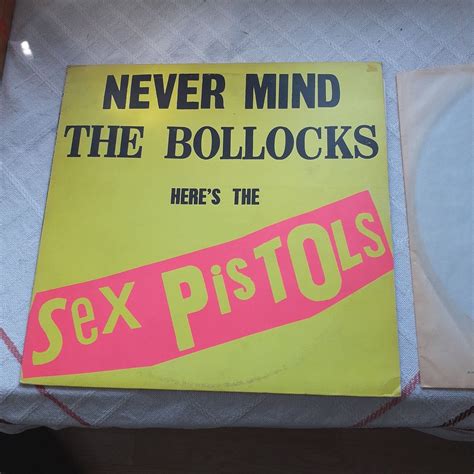 NEVER MIND
THE BOLLOCKS
HERE'S THE
Sex PisTOls